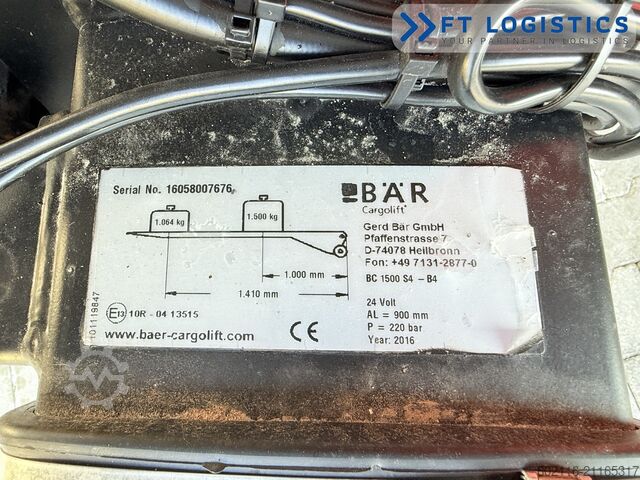 FT LOGISTICS
YOUR PARTNER IN LOGISTICS
Serial No. 16058007676
BÄR
Cargolift
1.064 kg
1.500 kg
Gerd Bär GmbH
Pfaffenstrasse 7
D-74078 Heilbronn
Fon: +49 7131-2877-0
1.000 mm
BC 1500 S4 - B4
1.410 mm
24 Volt
AL = 900 mm
P = 220 bar
Year: 2016
101119847
E13 10R - 04 13515
www.baer-cargolift.com
CE
602116-21165317